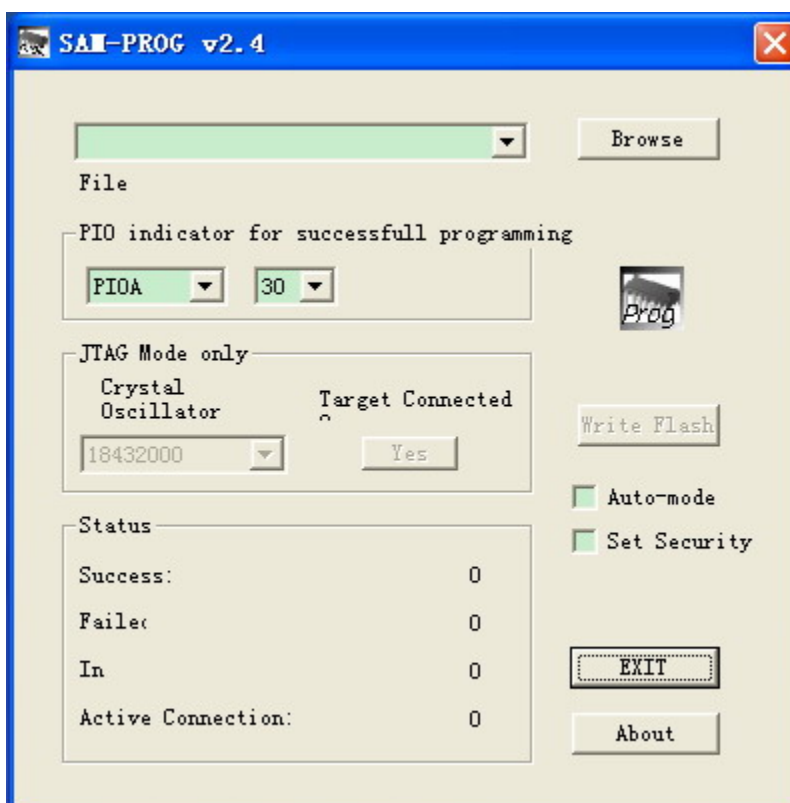 SAM-PROG v2.4
Browse
File
PIO indicator for successfull programming
PIOA
30
Prog
JTAG Mode only
Crystal
Oscillator
Target Connected
18432000
Yes
Write Flash
Auto-mode
Set Security
Status
Success: 0
Failed 0
In 0
Active Connection: 0
EXIT
About